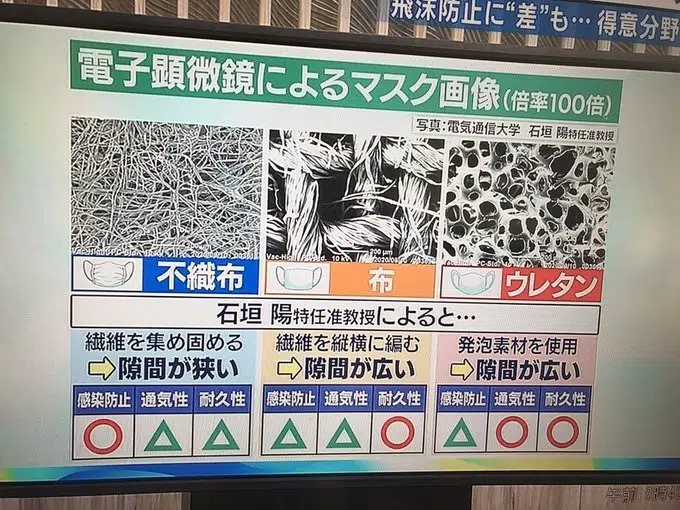 飛沫防止に“差”も… 得意分野
電子顕微鏡によるマスク画像(倍率100倍)
写真:電気通信大学 石垣 陽特任准教授
200 μm
不織布
布
ウレタン
石垣 陽特任准教授によると…
繊維を集め固める
⇨隙間が狭い
感染防止 通気性 耐久性
○ △ △
繊維を縦横に編む
⇨隙間が広い
感染防止 通気性 耐久性
△ △ ○
発泡素材を使用
⇨隙間が広い
感染防止 通気性 耐久性
△ ○ ○
午前